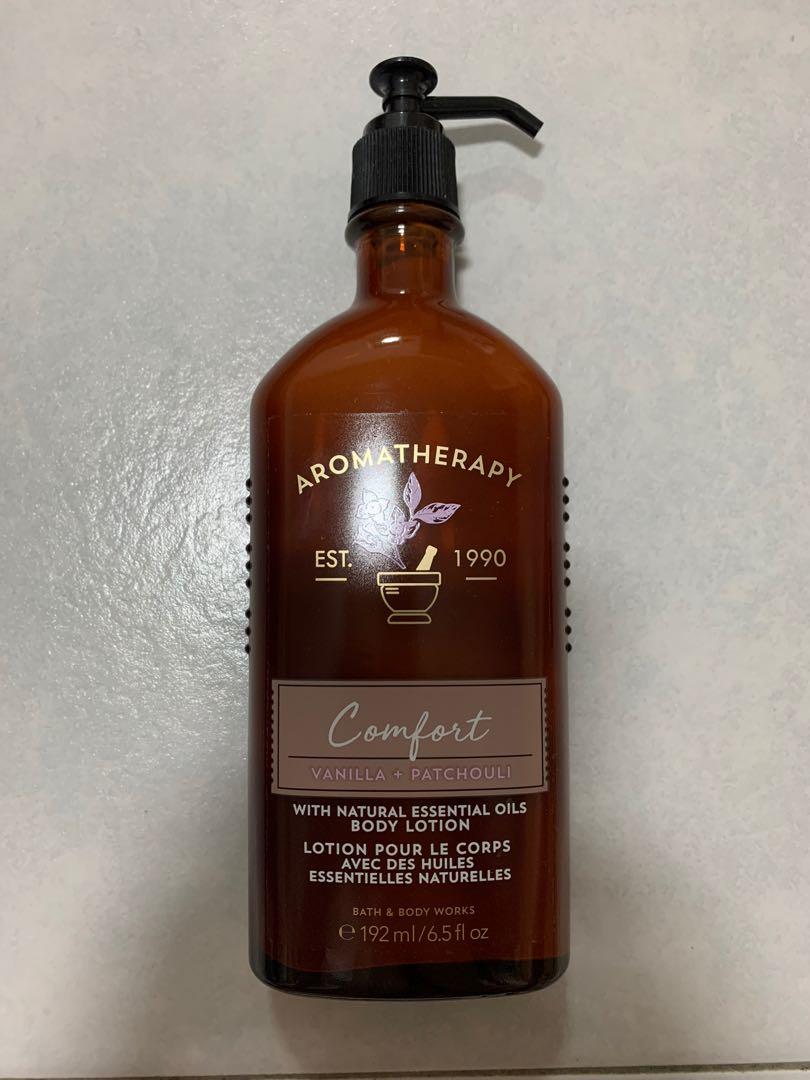 AROMATHERAPY
EST. 1990
Comfort
VANILLA + PATCHOULI
WITH NATURAL ESSENTIAL OILS
BODY LOTION
LOTION POUR LE CORPS
AVEC DES HUILES
ESSENTIELLES NATURELLES
BATH & BODY WORKS
℮ 192 ml/6.5 fl oz